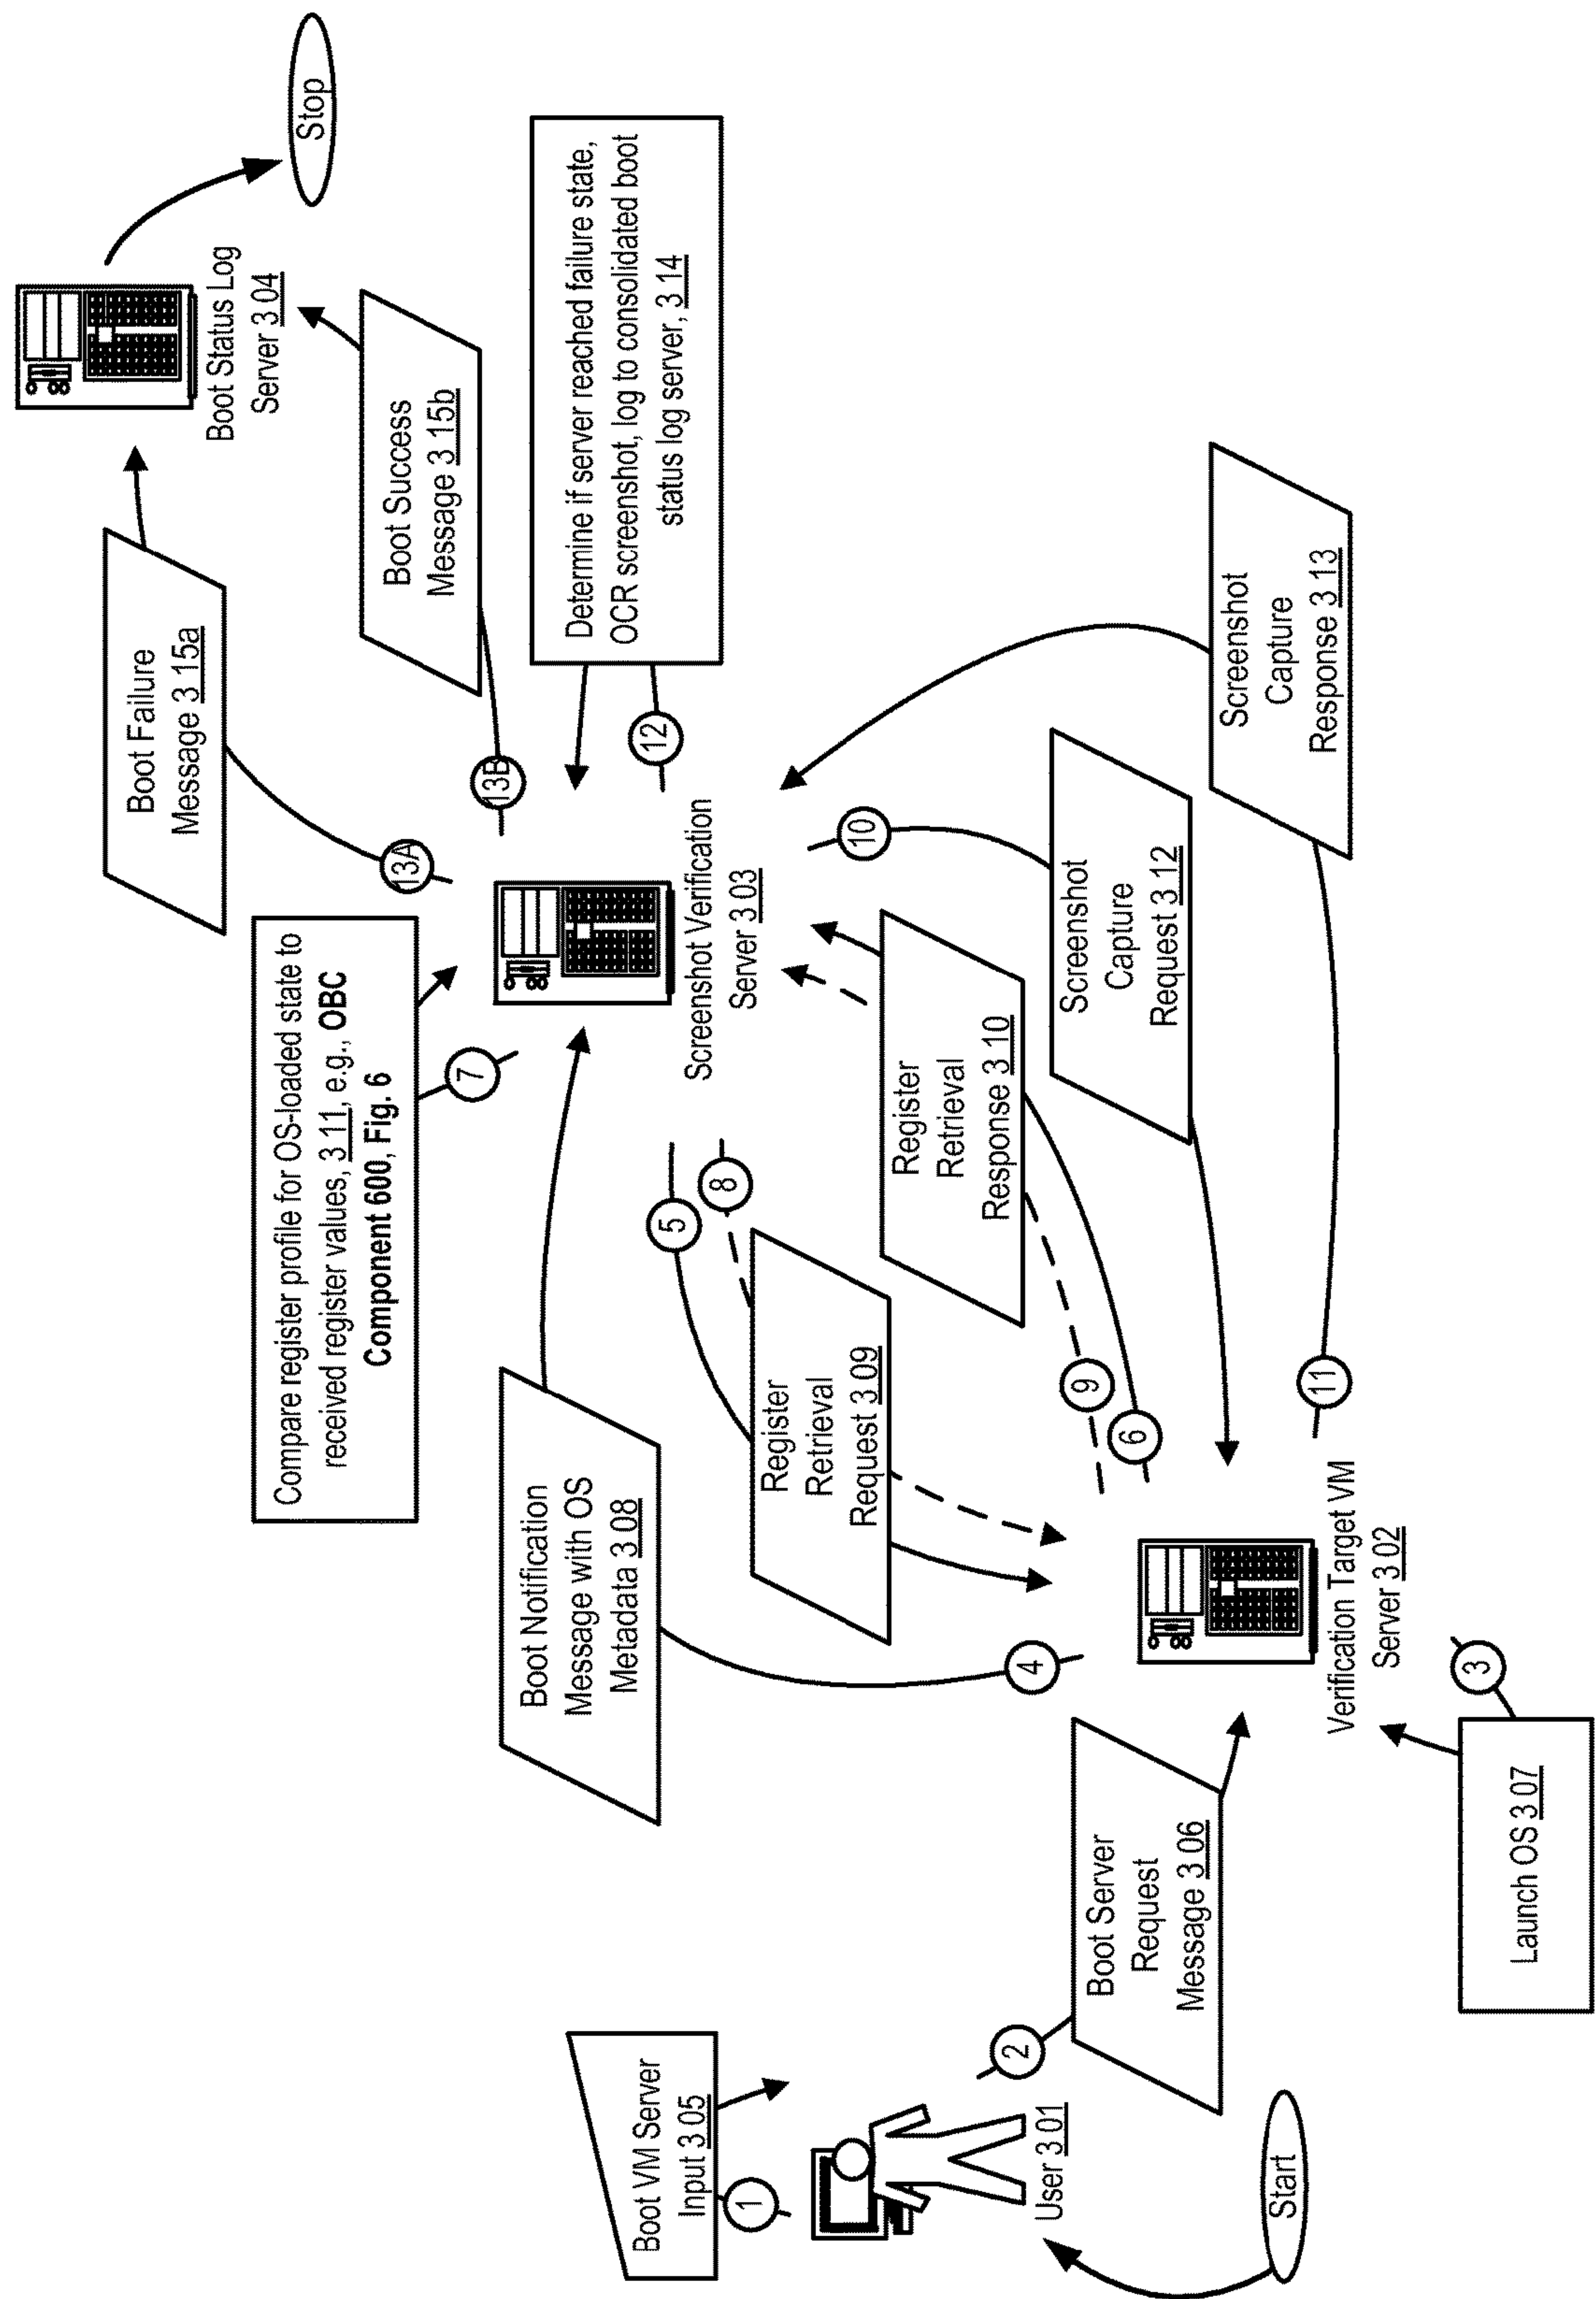 Start
User 3 01
Boot VM Server
Input 3 05
1
2
Boot Server
Request
Message 3 06
Launch OS 3 07
3
Verification Target VM
Server 3 02
4
Boot Notification
Message with OS
Metadata 3 08
5
8
Register
Retrieval
Request 3 09
9
6
Register
Retrieval
Response 3 10
Compare register profile for OS-loaded state to
received register values, 3 11, e.g., OBC
Component 600, Fig. 6
7
Screenshot Verification
Server 3 03
10
Screenshot
Capture
Request 3 12
11
Screenshot
Capture
Response 3 13
12
Determine if server reached failure state,
OCR screenshot, log to consolidated boot
status log server, 3 14
13A
Boot Failure
Message 3 15a
13B
Boot Success
Message 3 15b
Boot Status Log
Server 3 04
Stop